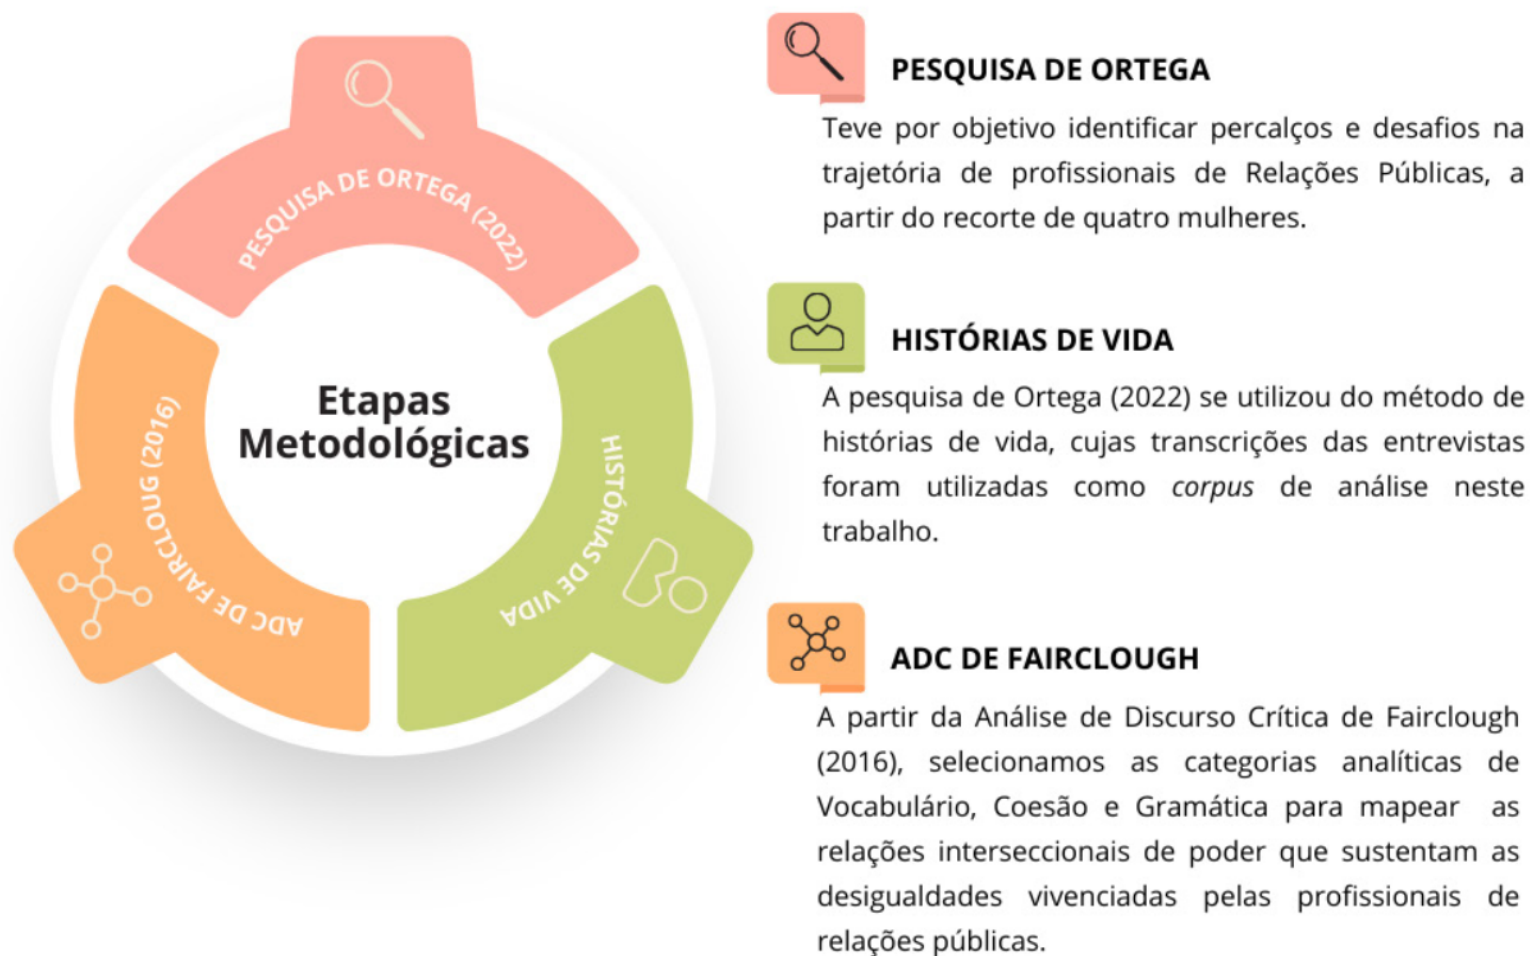 PESQUISA DE ORTEGA (2022)
HISTÓRIAS DE VIDA
ADC DE FAIRCLOUG (2016)
Etapas
Metodológicas
PESQUISA DE ORTEGA
Teve por objetivo identificar percalços e desafios na
trajetória de profissionais de Relações Públicas, a
partir do recorte de quatro mulheres.
HISTÓRIAS DE VIDA
A pesquisa de Ortega (2022) se utilizou do método de
histórias de vida, cujas transcrições das entrevistas
foram utilizadas como corpus de análise neste
trabalho.
ADC DE FAIRCLOUGH
A partir da Análise de Discurso Crítica de Fairclough
(2016), selecionamos as categorias analíticas de
Vocabulário, Coesão e Gramática para mapear as
relações interseccionais de poder que sustentam as
desigualdades vivenciadas pelas profissionais de
relações públicas.